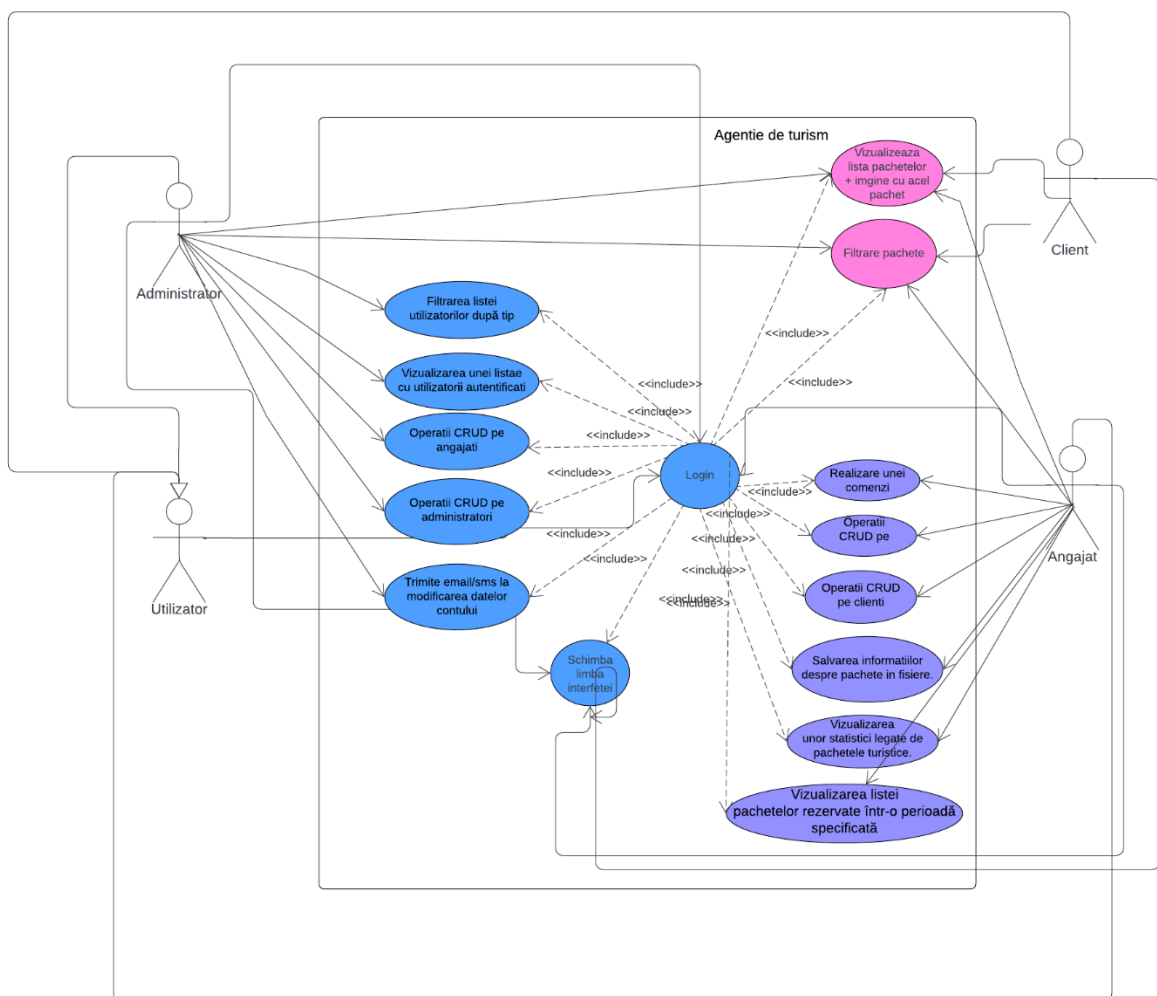 Agentie de turism
Vizualizeaza
lista pachetelor
+ imgine cu acel
pachet
Filtrare pachete
Client
Administrator
Filtrarea listei
utilizatorilor după tip
<<include>>
<<include>>
Vizualizarea unei listae
cu utilizatorii autentificati
<<include>>
<<include>>
<<include>>
Operatii CRUD pe
angajati
<<include>>
<<include>>
Login
<<include>>
Realizare unei
comenzi
<<include>>
Operatii CRUD pe
administratori
<<include>>
<<include>>
Operatii
CRUD pe
<<include>>
<<include>>
Angajat
Trimite email/sms la
modificarea datelor
contului
Operatii CRUD
pe clienti
<<include>>
<<include>>
Utilizator
Schimba
limba
interfetei
Salvarea informatiilor
despre pachete in fisiere.
Vizualizarea
unor statistici legate de
pachetele turistice.
Vizualizarea listei
pachetelor rezervate într-o perioadă
specificată